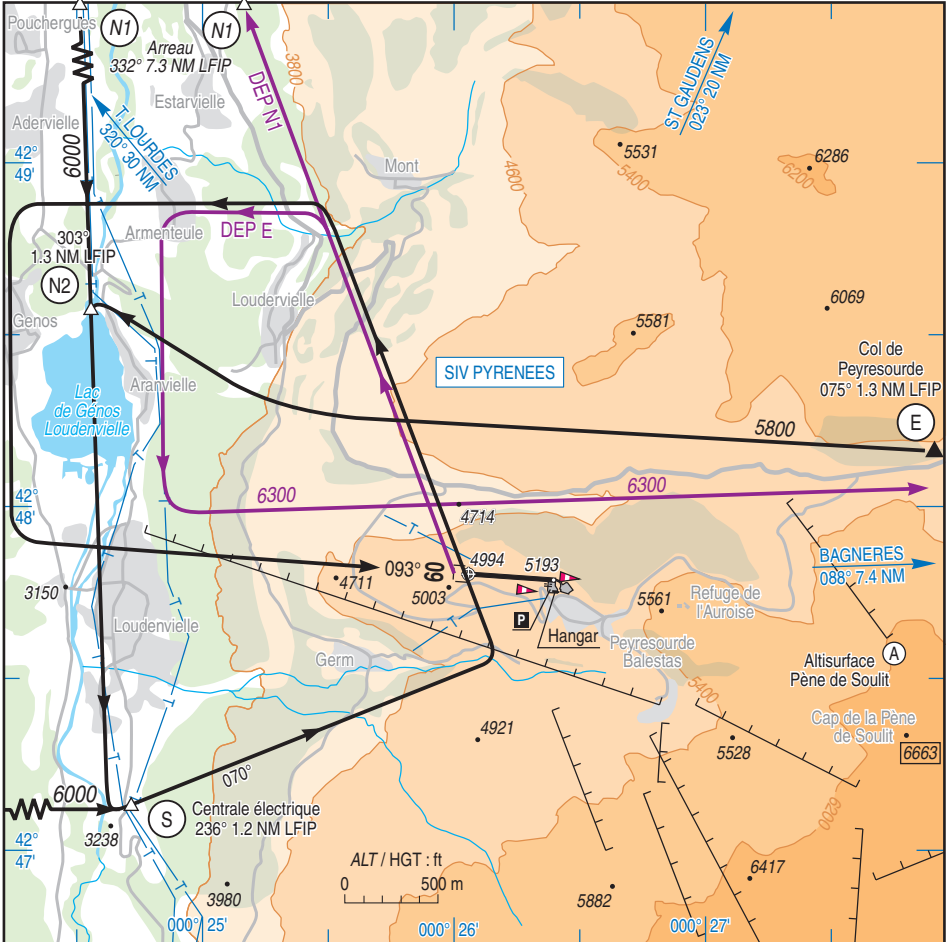 Pouchergues
N1
N1
Arreau
332° 7.3 NM LFIP
3800
DEP N1
ST GAUDENS
023° 20 NM
Estarvielle
Adervielle
T. LOURDES
320° 30 NM
6000
42°
49'
Mont
4600
5531
5400
6286
6200
303°
1.3 NM LFIP
N2
Armenteule
DEP E
Loudervielle
6069
5581
Génos
Col de
Peyresourde
075° 1.3 NM LFIP
E
SIV PYRENEES
Aranvielle
Lac
de Génos
Loudenvielle
5800
42°
48'
6300
6300
4714
T
4994
5193
093°
09
4711
5003
BAGNERES
088° 7.4 NM
3150
P
Hangar
5561
Refuge de
l'Auroise
Loudenvielle
Germ
Peyresourde
Balestas
A
Altisurface
Pène de Soulit
5400
Cap de la Pène
de Soulit
4921
5528
6663
070°
6000
S
Centrale électrique
236° 1.2 NM LFIP
3238
6200
42°
47'
ALT / HGT : ft
0 500 m
3980
5882
6417
000° 25'
000° 26'
000° 27'